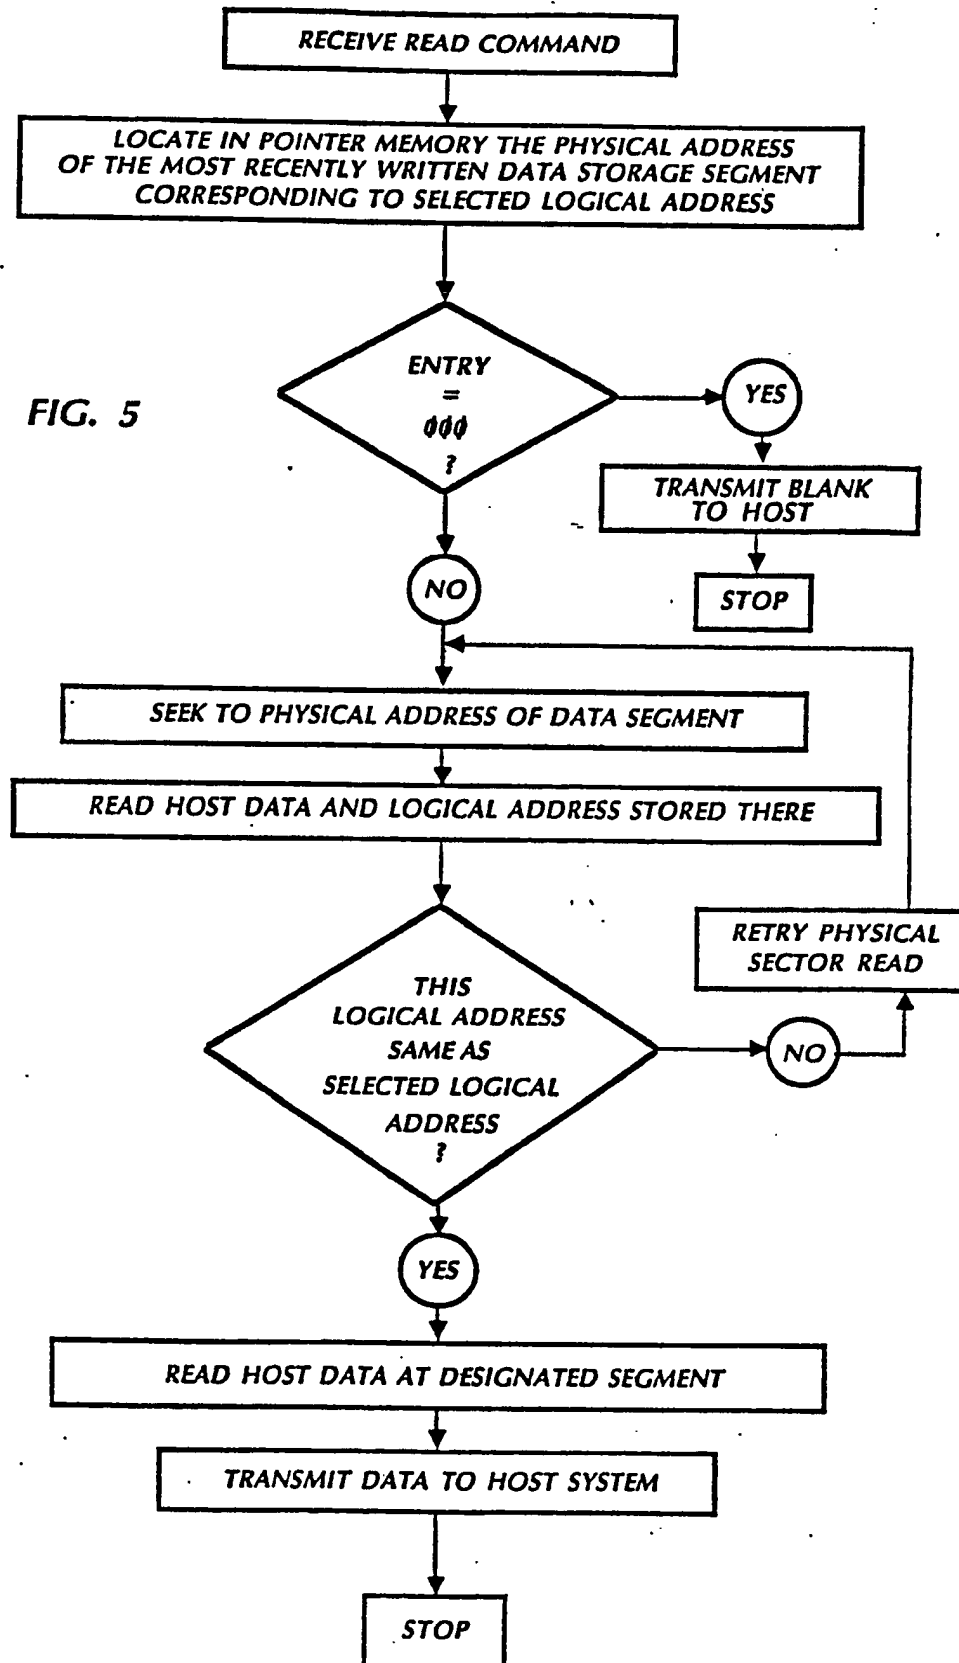 RECEIVE READ COMMAND
LOCATE IN POINTER MEMORY THE PHYSICAL ADDRESS
OF THE MOST RECENTLY WRITTEN DATA STORAGE SEGMENT
CORRESPONDING TO SELECTED LOGICAL ADDRESS
ENTRY
=
000
?
YES
FIG. 5
TRANSMIT BLANK
TO HOST
NO
STOP
SEEK TO PHYSICAL ADDRESS OF DATA SEGMENT
READ HOST DATA AND LOGICAL ADDRESS STORED THERE
RETRY PHYSICAL
SECTOR READ
THIS
LOGICAL ADDRESS
SAME AS
SELECTED LOGICAL
ADDRESS
?
NO
YES
READ HOST DATA AT DESIGNATED SEGMENT
TRANSMIT DATA TO HOST SYSTEM
STOP